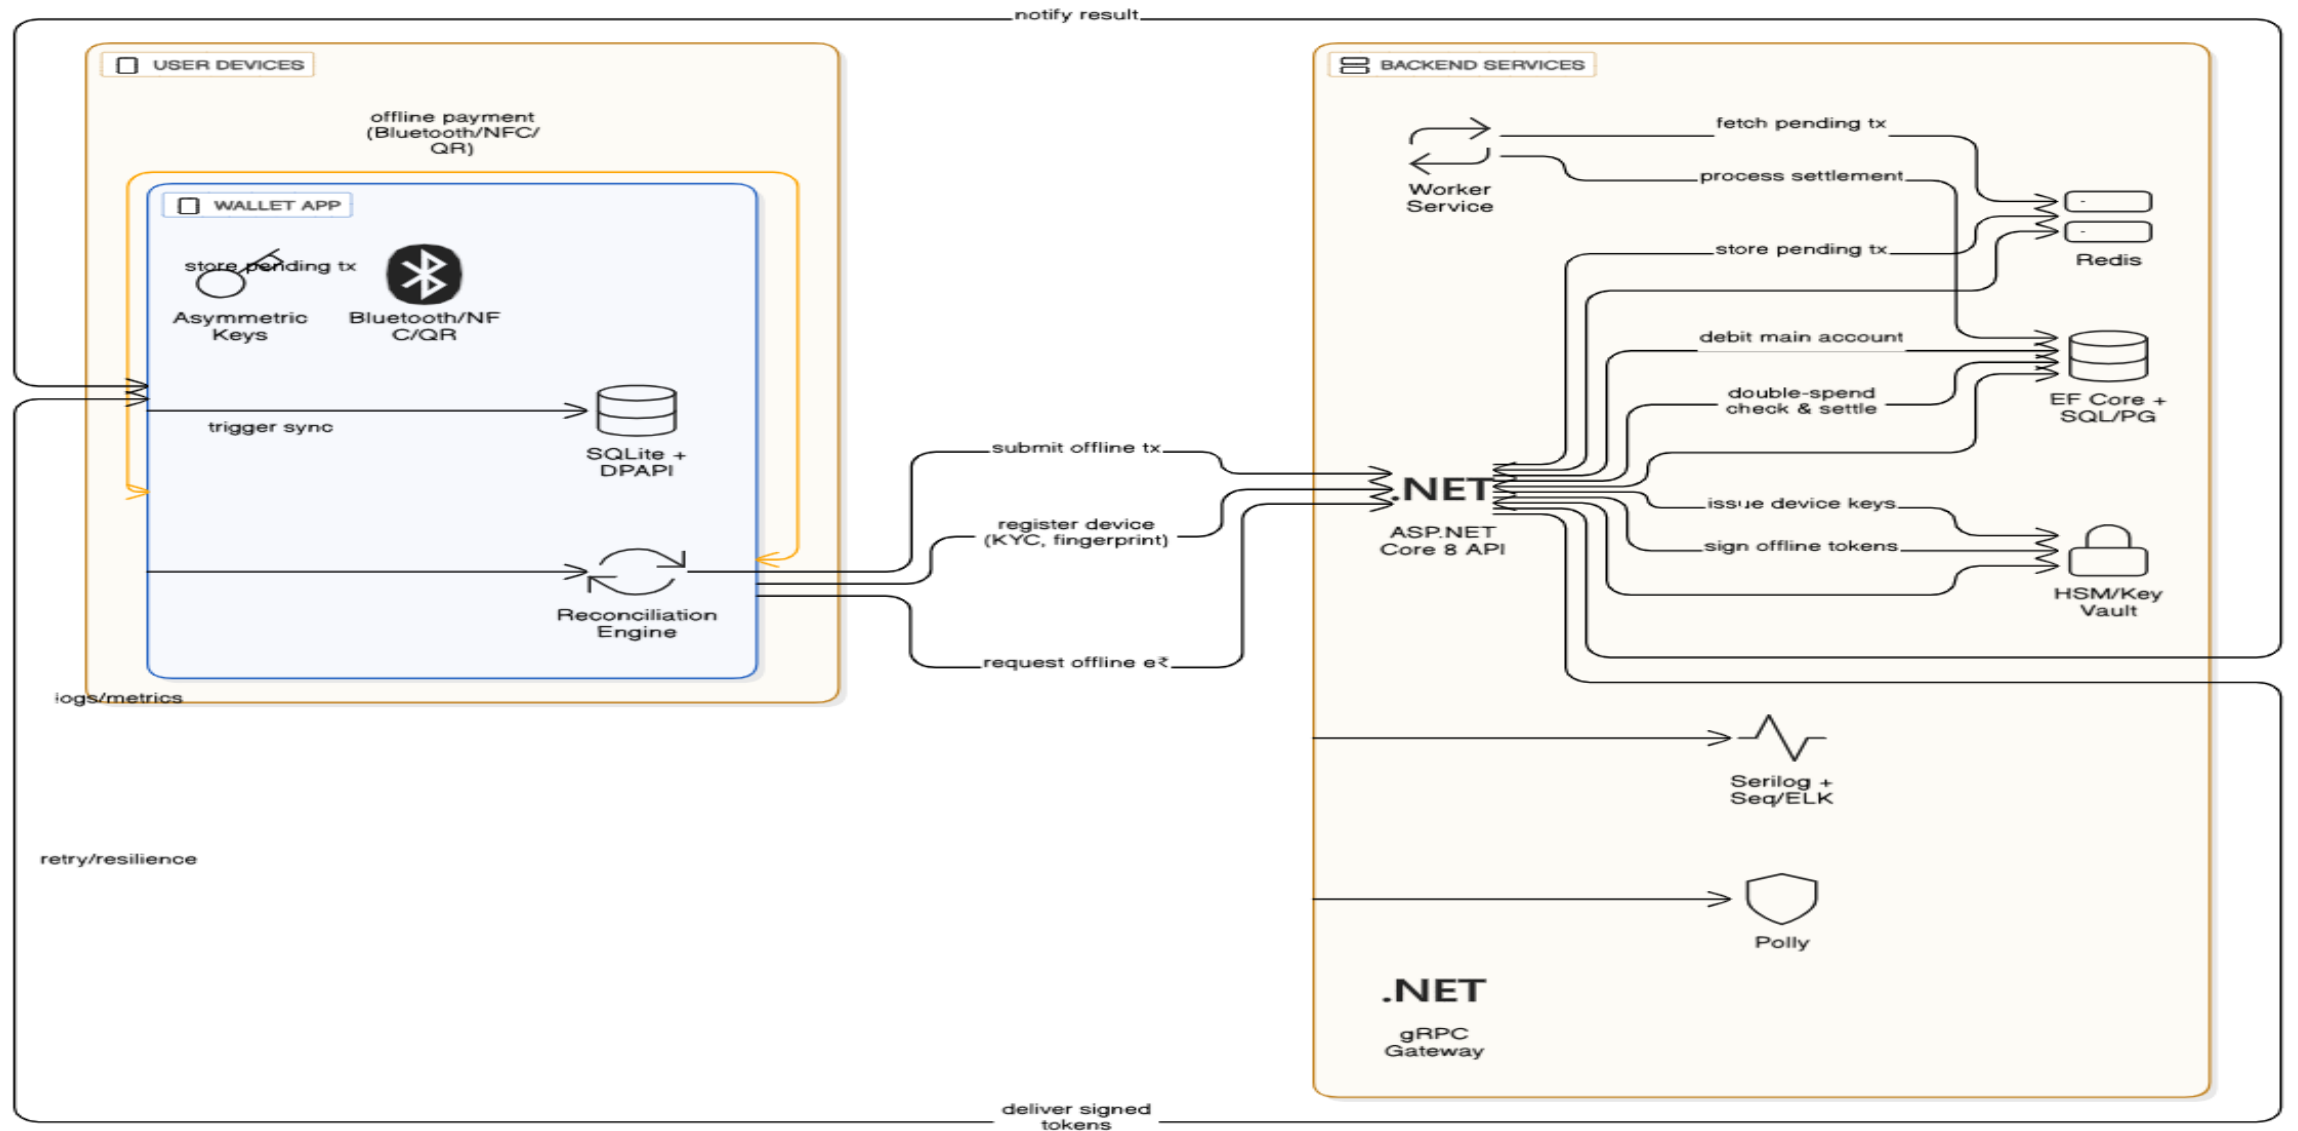 notify result
USER DEVICES
offline payment
(Bluetooth/NFC/
QR)
WALLET APP
store pending tx
Asymmetric
Keys
Bluetooth/NF
C/QR
trigger sync
SQLite +
DPAPI
Reconciliation
Engine
logs/metrics
retry/resilience
submit offline tx
register device
(KYC, fingerprint)
request offline e₹
BACKEND SERVICES
Worker
Service
fetch pending tx
process settlement
store pending tx
Redis
debit main account
double-spend
check & settle
EF Core +
SQL/PG
.NET
ASP.NET
Core 8 API
issue device keys
sign offline tokens
HSM/Key
Vault
Serilog +
Seq/ELK
Polly
.NET
gRPC
Gateway
deliver signed
tokens